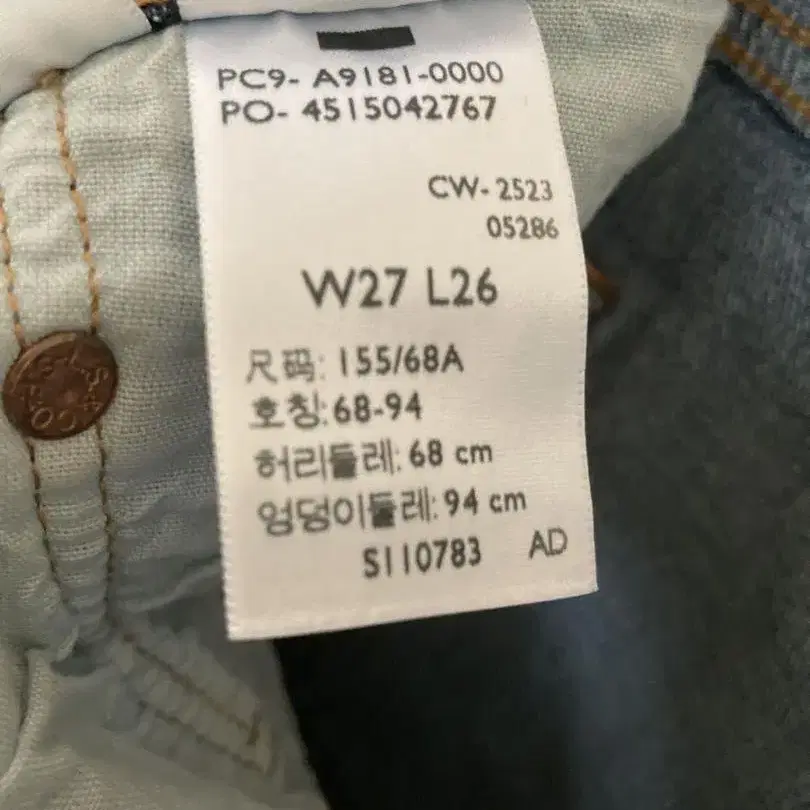 PC9- A9181-0000
PO- 4515042767
CW- 2523
05286
W27 L26
尺码: 155/68A
호칭:68-94
허리둘레: 68 cm
엉덩이둘레: 94 cm
S110783 AD